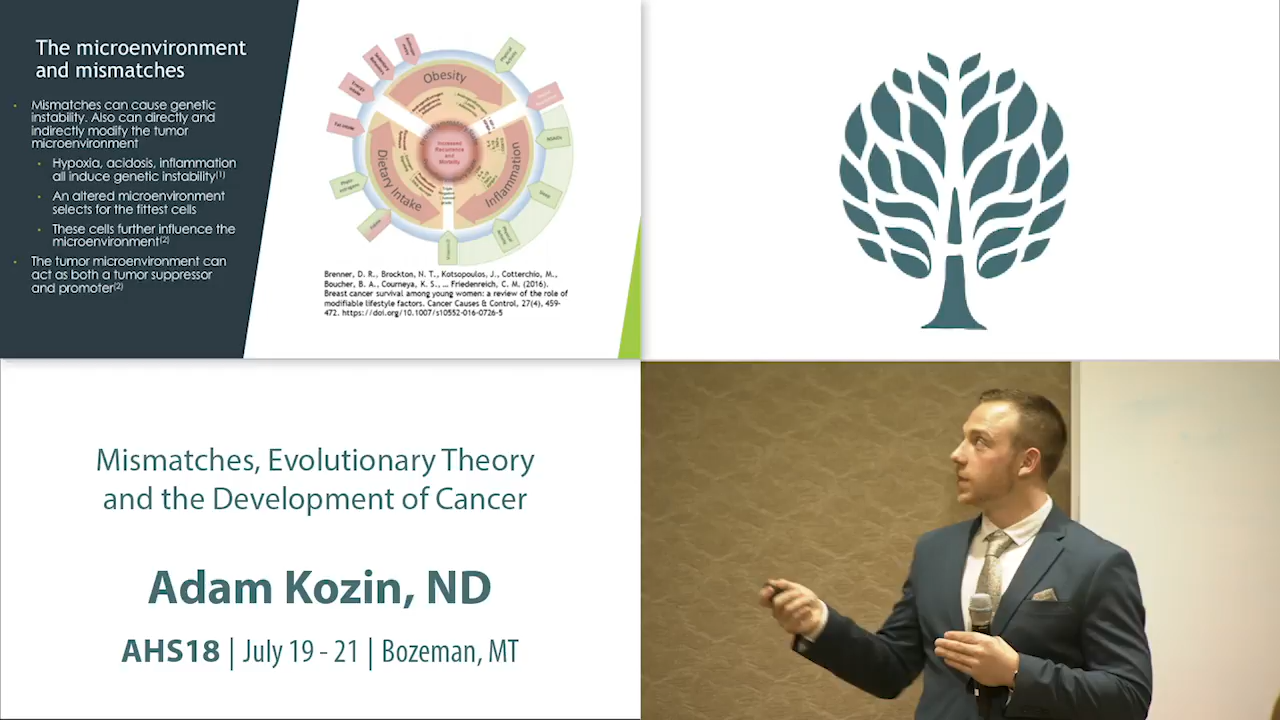 The microenvironment
and mismatches
Mismatches can cause genetic
instability. Also can directly and
indirectly modify the tumor
microenvironment
Hypoxia, acidosis, inflammation
all induce genetic instability(1)
An altered microenvironment
selects for the fittest cells
These cells further influence the
microenvironment(2)
The tumor microenvironment can
act as both a tumor suppressor
and promoter(2)
Obesity
Dietary Intake
Inflammation
Increased
Recurrence
and
Brenner, D. R., Brockton, N. T., Kotsopoulos, J., Cotterchio, M.,
Boucher, B. A., Courneya, K. S., … Friedenreich, C. M. (2016).
Breast cancer survival among young women: a review of the role of
modifiable lifestyle factors. Cancer Causes & Control, 27(4), 459-
472. https://doi.org/10.1007/s10552-016-0726-5
Mismatches, Evolutionary Theory
and the Development of Cancer
Adam Kozin, ND
AHS18 | July 19 - 21 | Bozeman, MT